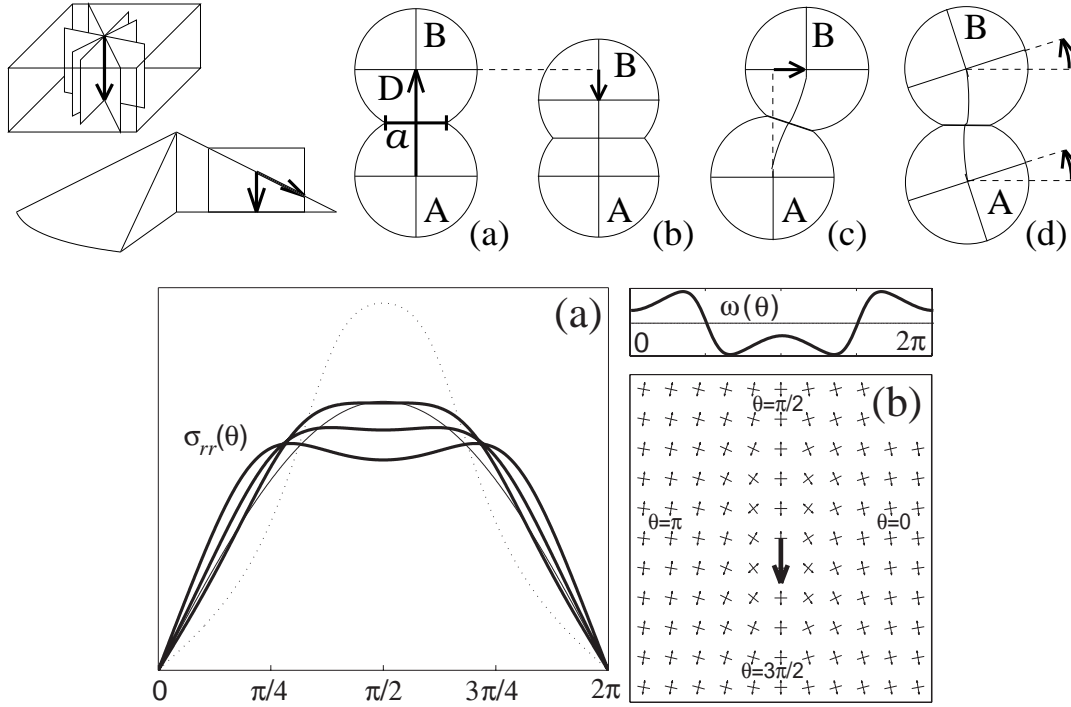 B
D
a
A
(a)
B
A
(b)
B
A
(c)
B
A
(d)
(a)
σrr(θ)
0 π/4 π/2 3π/4 2π
ω(θ)
0 2π
(b)
θ=π/2
θ=π θ=0
θ=3π/2